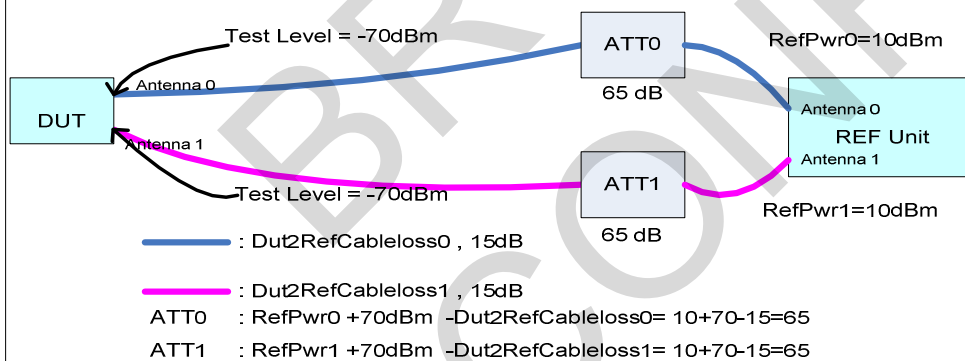 Test Level = -70dBm
ATT0
RefPwr0=10dBm
Antenna 0
65 dB
Antenna 0
DUT
REF Unit
Antenna 1
Antenna 1
ATT1
Test Level = -70dBm
RefPwr1=10dBm
65 dB
: Dut2RefCableloss0 , 15dB
: Dut2RefCableloss1 , 15dB
ATT0 : RefPwr0 +70dBm -Dut2RefCableloss0= 10+70-15=65
ATT1 : RefPwr1 +70dBm -Dut2RefCableloss1= 10+70-15=65